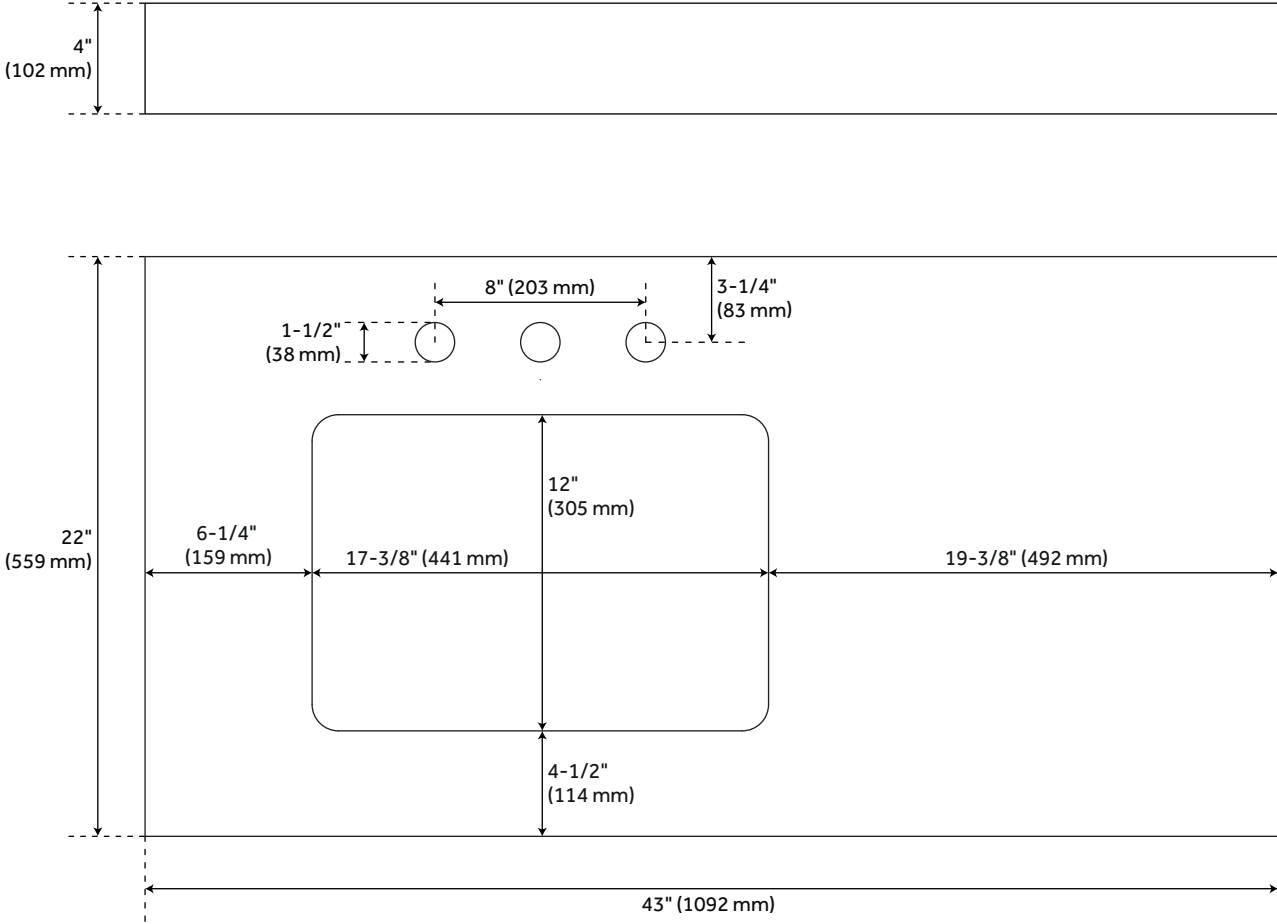 4"
(102 mm)
8" (203 mm)
3-1/4"
(83 mm)
1-1/2"
(38 mm)
12"
(305 mm)
22"
(559 mm)
6-1/4"
(159 mm)
17-3/8" (441 mm)
19-3/8" (492 mm)
4-1/2"
(114 mm)
43" (1092 mm)